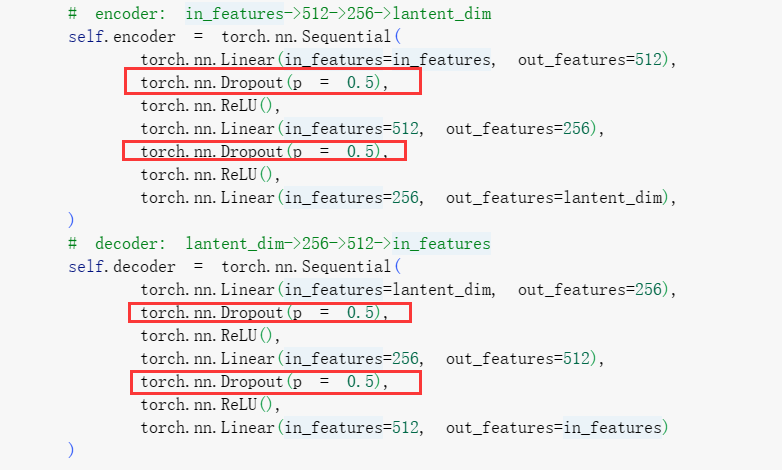 # encoder: in_features->512->256->lantent_dim
self.encoder = torch.nn.Sequential(
torch.nn.Linear(in_features=in_features, out_features=512),
torch.nn.Dropout(p = 0.5),
torch.nn.ReLU(),
torch.nn.Linear(in_features=512, out_features=256),
torch.nn.Dropout(p = 0.5),
torch.nn.ReLU(),
torch.nn.Linear(in_features=256, out_features=lantent_dim),
)
# decoder: lantent_dim->256->512->in_features
self.decoder = torch.nn.Sequential(
torch.nn.Linear(in_features=lantent_dim, out_features=256),
torch.nn.Dropout(p = 0.5),
torch.nn.ReLU(),
torch.nn.Linear(in_features=256, out_features=512),
torch.nn.Dropout(p = 0.5),
torch.nn.ReLU(),
torch.nn.Linear(in_features=512, out_features=in_features)
)